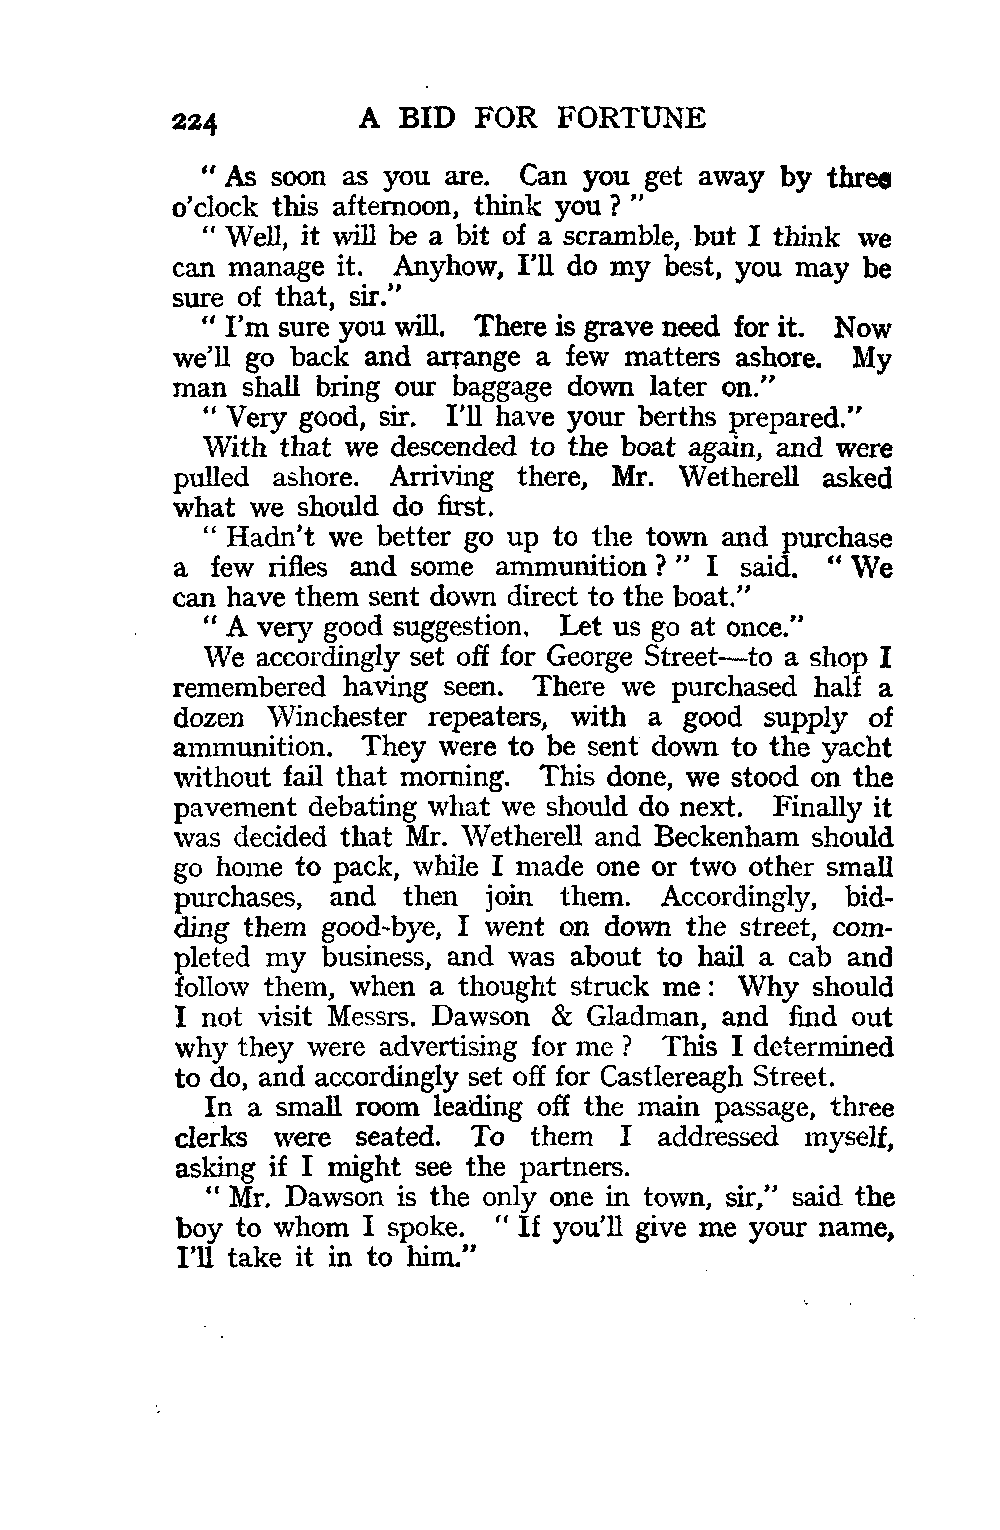 224 A BID FOR FORTUNE
“ As soon as you are. Can you get away by three
o’clock this afternoon, think you ? ”
“ Well, it will be a bit of a scramble, but I think we
can manage it. Anyhow, I’ll do my best, you may be
sure of that, sir.”
“ I’m sure you will. There is grave need for it. Now
we’ll go back and arrange a few matters ashore. My
man shall bring our baggage down later on.”
“ Very good, sir. I’ll have your berths prepared.”
With that we descended to the boat again, and were
pulled ashore. Arriving there, Mr. Wetherell asked
what we should do first.
“ Hadn’t we better go up to the town and purchase
a few rifles and some ammunition ? ” I said. “ We
can have them sent down direct to the boat.”
“ A very good suggestion. Let us go at once.”
We accordingly set off for George Street—to a shop I
remembered having seen. There we purchased half a
dozen Winchester repeaters, with a good supply of
ammunition. They were to be sent down to the yacht
without fail that morning. This done, we stood on the
pavement debating what we should do next. Finally it
was decided that Mr. Wetherell and Beckenham should
go home to pack, while I made one or two other small
purchases, and then join them. Accordingly, bid-
ding them good-bye, I went on down the street, com-
pleted my business, and was about to hail a cab and
follow them, when a thought struck me : Why should
I not visit Messrs. Dawson & Gladman, and find out
why they were advertising for me ? This I determined
to do, and accordingly set off for Castlereagh Street.
In a small room leading off the main passage, three
clerks were seated. To them I addressed myself,
asking if I might see the partners.
“ Mr. Dawson is the only one in town, sir,” said the
boy to whom I spoke. “ If you’ll give me your name,
I’ll take it in to him.”